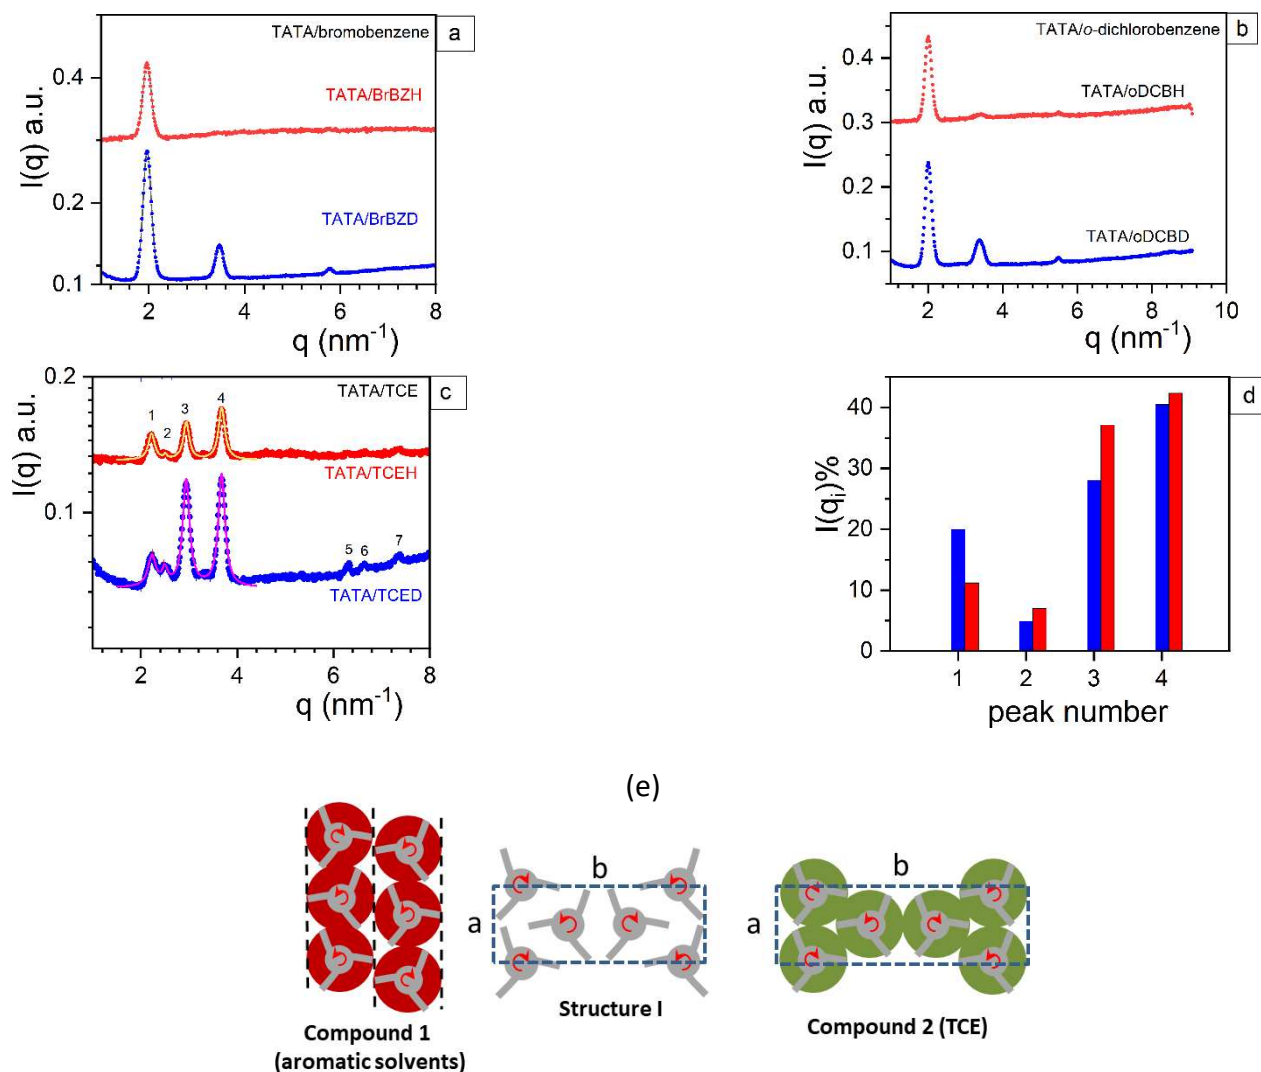 TATA/bromobenzene
a
TATA/BrBZH
TATA/BrBZD
I(q) a.u.
0.4
0.2
0.1
2 4 6 8
q (nm⁻¹)
b
TATA/o-dichlorobenzene
TATA/oDCBH
TATA/oDCBD
I(q) a.u.
0.4
0.3
0.2
0.1
2 4 6 8 10
q (nm⁻¹)
c
TATA/TCE
1 2 3 4
TATA/TCEH
5 6 7
TATA/TCED
I(q) a.u.
0.2
0.1
2 4 6 8
q (nm⁻¹)
d
I(qᵢ)%
40
30
20
10
0
1 2 3 4
peak number
(e)
b
a
b
a
Compound 1
(aromatic solvents)
Structure I
Compound 2 (TCE)